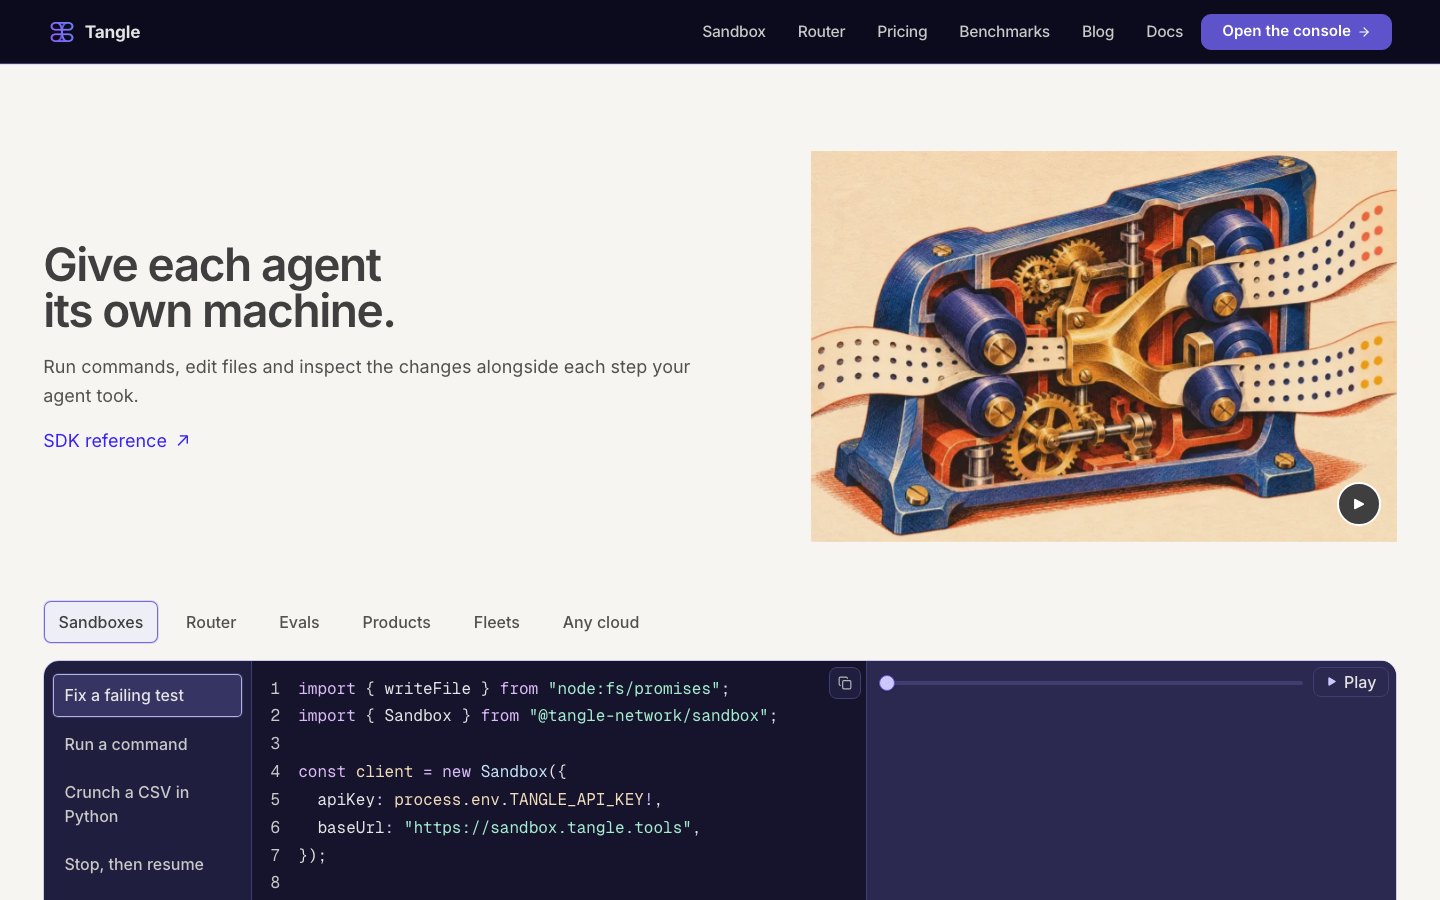 Tangle
Sandbox
Router
Pricing
Benchmarks
Blog
Docs
Open the console →
Give each agent
its own machine.
Run commands, edit files and inspect the changes alongside each step your
agent took.
SDK reference ↗
Sandboxes
Router
Evals
Products
Fleets
Any cloud
Fix a failing test
Run a command
Crunch a CSV in
Python
Stop, then resume
1 import { writeFile } from "node:fs/promises";
2 import { Sandbox } from "@tangle-network/sandbox";
3
4 const client = new Sandbox({
5   apiKey: process.env.TANGLE_API_KEY!,
6   baseUrl: "https://sandbox.tangle.tools",
7 });
8
Play